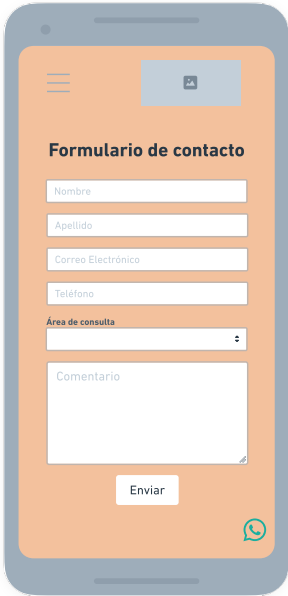 Formulario de contacto
Nombre
Apellido
Correo Electrónico
Teléfono
Área de consulta
Comentario
Enviar